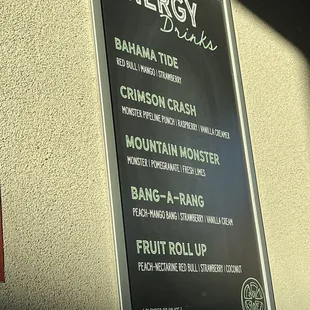 Drinks
BAHAMA TIDE
RED BULL | MANGO | STRAWBERRY
CRIMSON CRASH
MONSTER PIPELINE PUNCH | RASPBERRY | VANILLA CREAMER
MOUNTAIN MONSTER
MONSTER | POMEGRANATE | FRESH LIMES
BANG-A-RANG
PEACH-MANGO BANG | STRAWBERRY | VANILLA CREAM
FRUIT ROLL UP
PEACH-NECTARINE RED BULL | STRAWBERRY | COCONUT